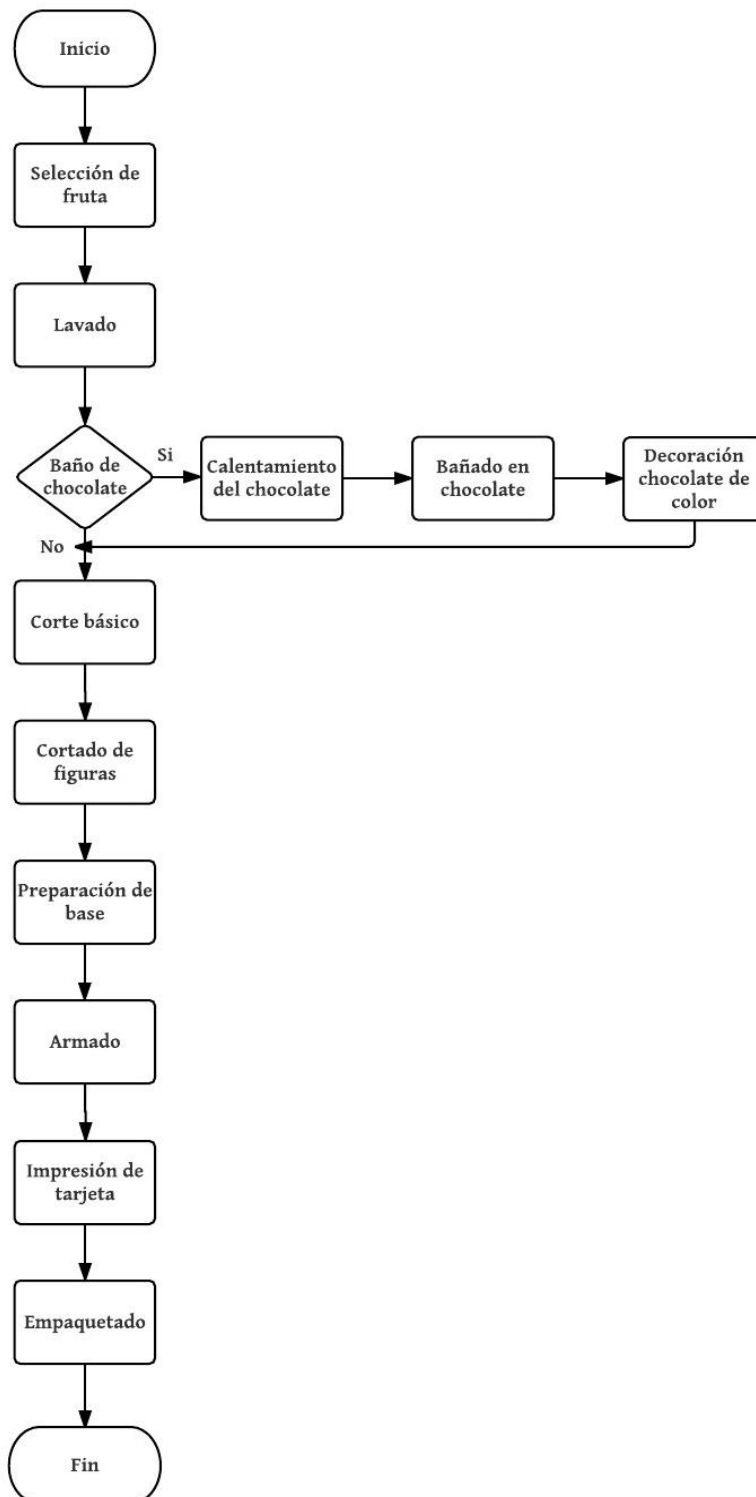 Inicio
Selección de
fruta
Lavado
Baño de
chocolate
Si
Calentamiento
del chocolate
Bañado en
chocolate
Decoración
chocolate de
color
No
Corte básico
Cortado de
figuras
Preparación de
base
Armado
Impresión de
tarjeta
Empaquetado
Fin